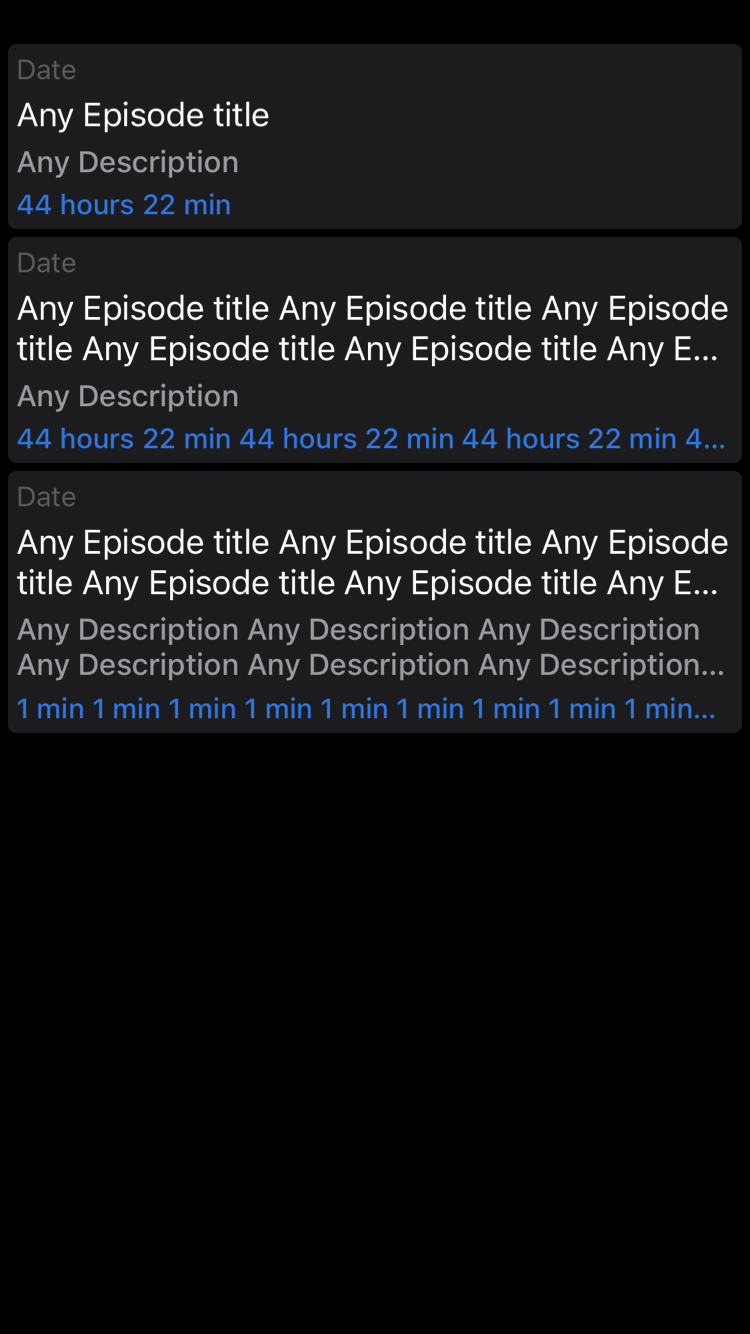 Date
Any Episode title
Any Description
44 hours 22 min
Date
Any Episode title Any Episode title Any Episode
title Any Episode title Any Episode title Any E...
Any Description
44 hours 22 min 44 hours 22 min 44 hours 22 min 4...
Date
Any Episode title Any Episode title Any Episode
title Any Episode title Any Episode title Any E...
Any Description Any Description Any Description
Any Description Any Description Any Description...
1 min 1 min 1 min 1 min 1 min 1 min 1 min 1 min 1 min...